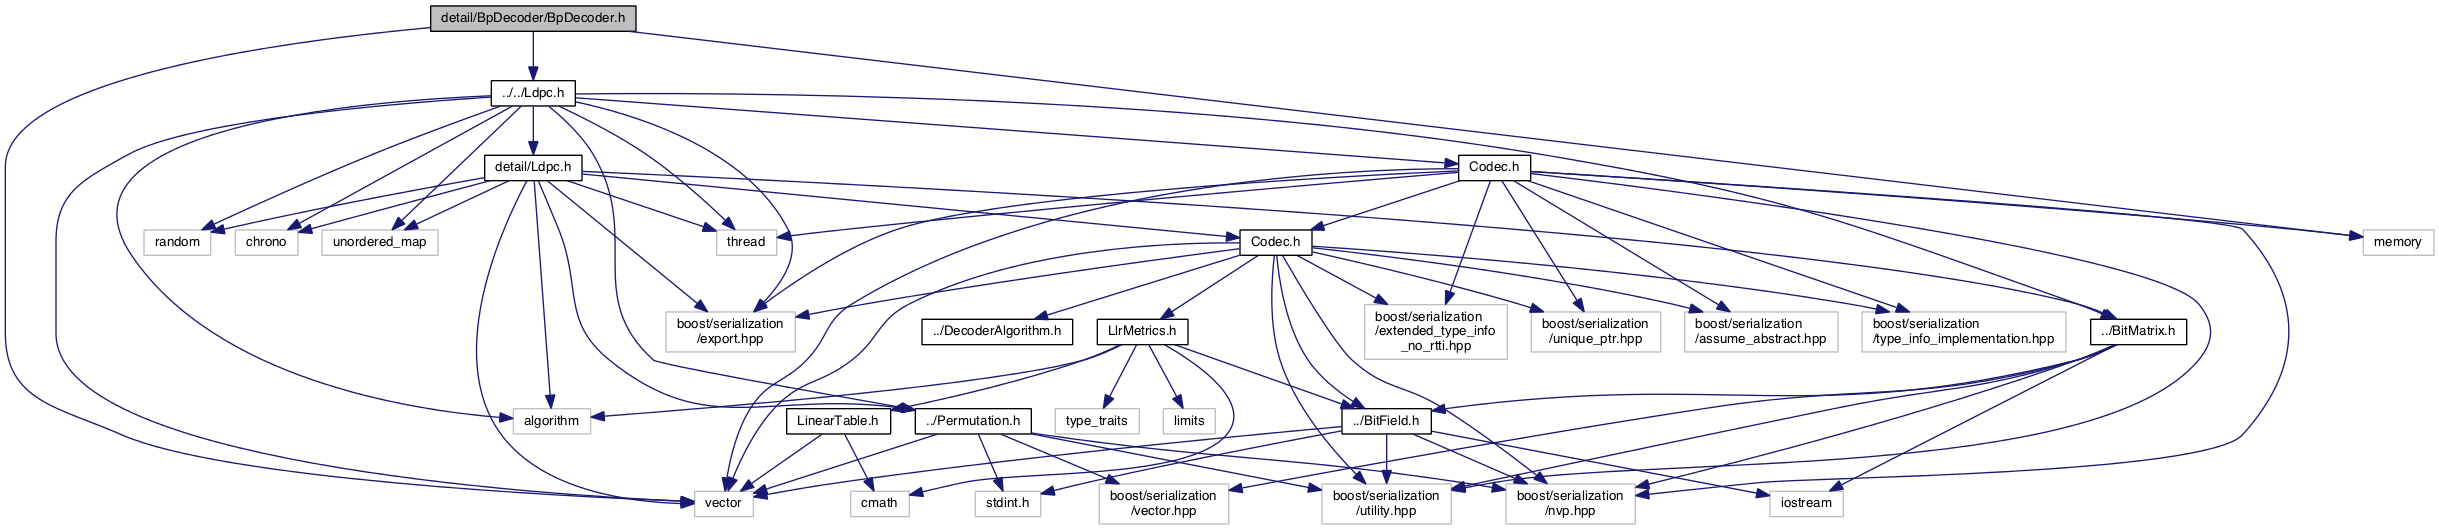 detail/BpDecoder/BpDecoder.h
../../Ldpc.h
detail/Ldpc.h
Codec.h
random
chrono
unordered_map
thread
Codec.h
memory
boost/serialization
/export.hpp
../DecoderAlgorithm.h
LlrMetrics.h
boost/serialization
/extended_type_info
_no_rtti.hpp
boost/serialization
/unique_ptr.hpp
boost/serialization
/assume_abstract.hpp
boost/serialization
/type_info_implementation.hpp
../BitMatrix.h
algorithm
LinearTable.h
../Permutation.h
type_traits
limits
../BitField.h
vector
cmath
stdint.h
boost/serialization
/vector.hpp
boost/serialization
/utility.hpp
boost/serialization
/nvp.hpp
iostream